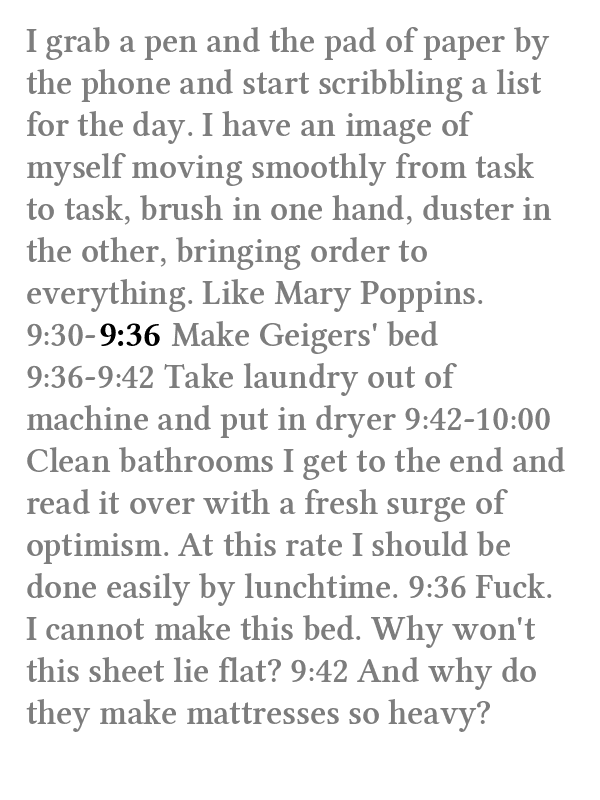 I grab a pen and the pad of paper by
the phone and start scribbling a list
for the day. I have an image of
myself moving smoothly from task
to task, brush in one hand, duster in
the other, bringing order to
everything. Like Mary Poppins.
9:30-9:36 Make Geigers' bed
9:36-9:42 Take laundry out of
machine and put in dryer 9:42-10:00
Clean bathrooms I get to the end and
read it over with a fresh surge of
optimism. At this rate I should be
done easily by lunchtime. 9:36 Fuck.
I cannot make this bed. Why won't
this sheet lie flat? 9:42 And why do
they make mattresses so heavy?